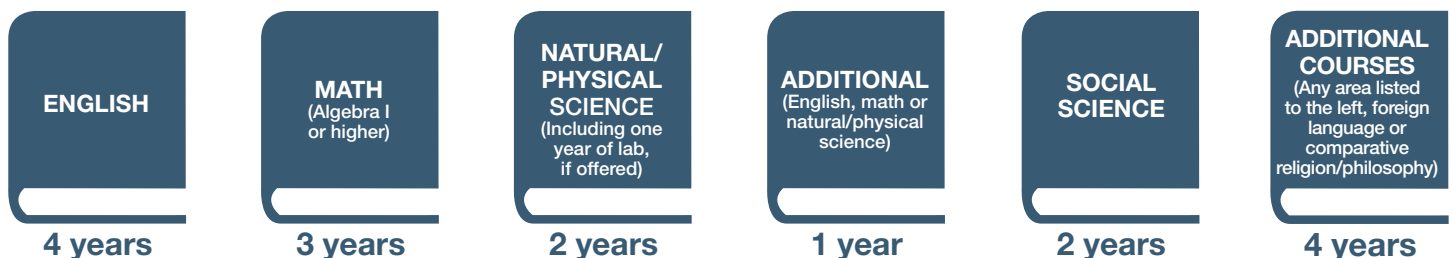 ENGLISH
4 years
MATH
(Algebra I
or higher)
3 years
NATURAL/
PHYSICAL
SCIENCE
(Including one
year of lab,
if offered)
2 years
ADDITIONAL
(English, math or
natural/physical
science)
1 year
SOCIAL
SCIENCE
2 years
ADDITIONAL
COURSES
(Any area listed
to the left, foreign
language or
comparative
religion/philosophy)
4 years